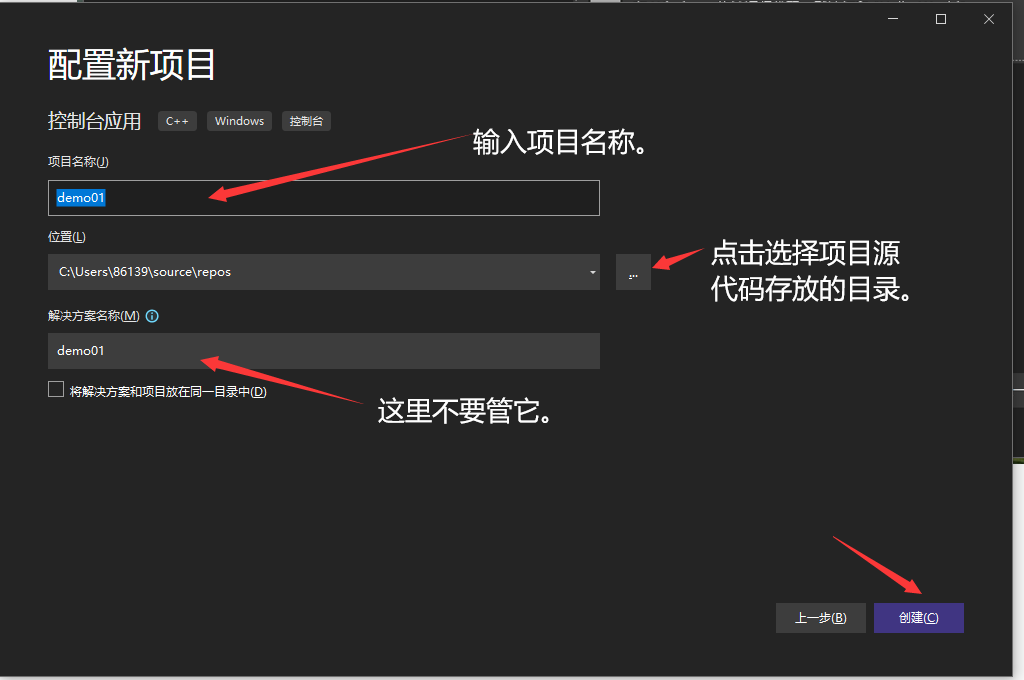 配置新项目
控制台应用 C++ Windows 控制台
输入项目名称。
项目名称(J)
demo01
位置(L)
C:\Users\86139\source\repos ...
点击选择项目源
代码存放的目录。
解决方案名称(M)
demo01
将解决方案和项目放在同一目录中(D)
这里不要管它。
上一步(B) 创建(C)